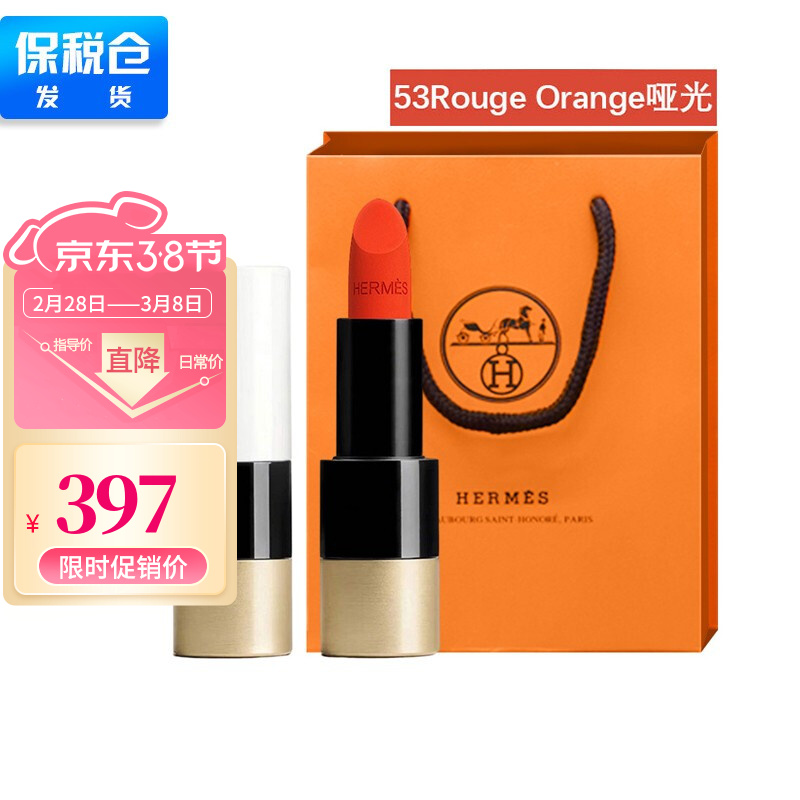 保税仓
发货
53Rouge Orange哑光
京东3·8节
2月28日——3月8日
指导价
直降
日常价
¥397
限时促销价
HERMÈS
H
HERMÈS
AUBOURG SAINT HONORÉ, PARIS